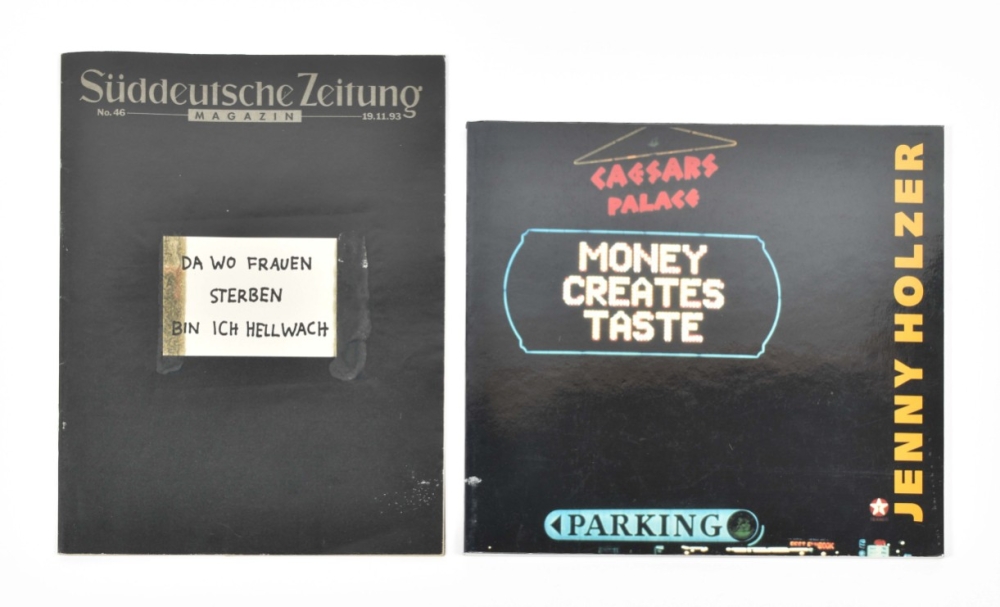 Süddeutsche Zeitung
No. 46
MAGAZIN
19.11.93
DA WO FRAUEN
STERBEN
BIN ICH HELLWACH
CAESARS
PALACE
MONEY
CREATES
TASTE
PARKING
JENNY HOLZER